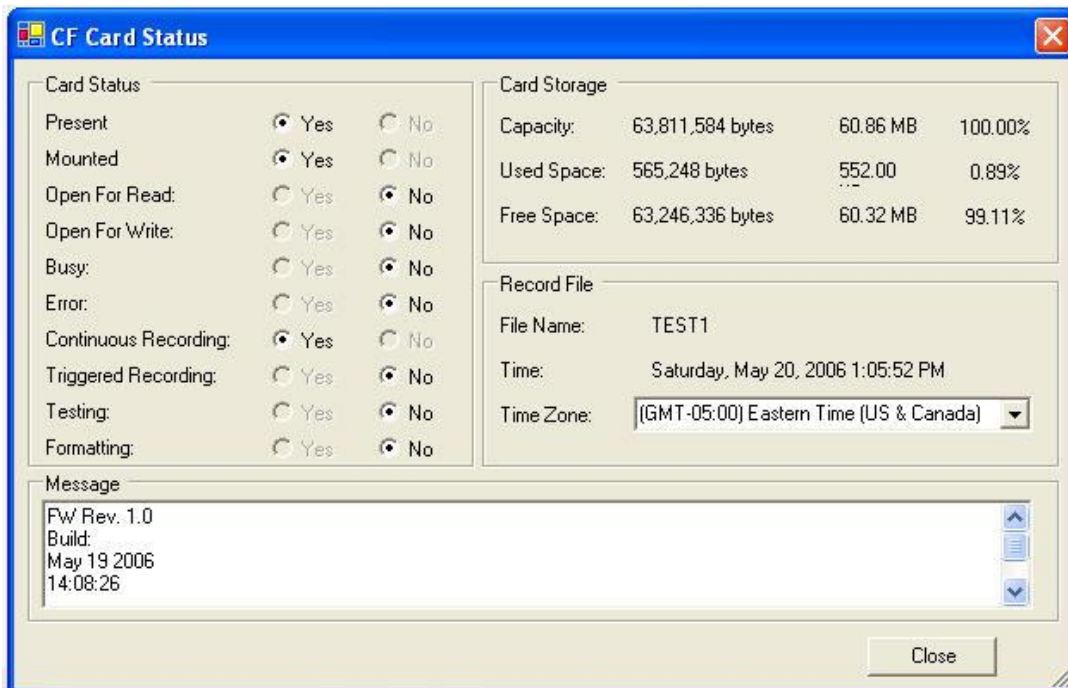 CF Card Status
Card Status
Present Yes No
Mounted Yes No
Open For Read: Yes No
Open For Write: Yes No
Busy: Yes No
Error: Yes No
Continuous Recording: Yes No
Triggered Recording: Yes No
Testing: Yes No
Formatting: Yes No
Card Storage
Capacity: 63,811,584 bytes 60.86 MB 100.00%
Used Space: 565,248 bytes 552.00 0.89%
Free Space: 63,246,336 bytes 60.32 MB 99.11%
Record File
File Name: TEST1
Time: Saturday, May 20, 2006 1:05:52 PM
Time Zone: (GMT-05:00) Eastern Time (US & Canada)
Message
FW Rev. 1.0
Build:
May 19 2006
14:08:26
Close